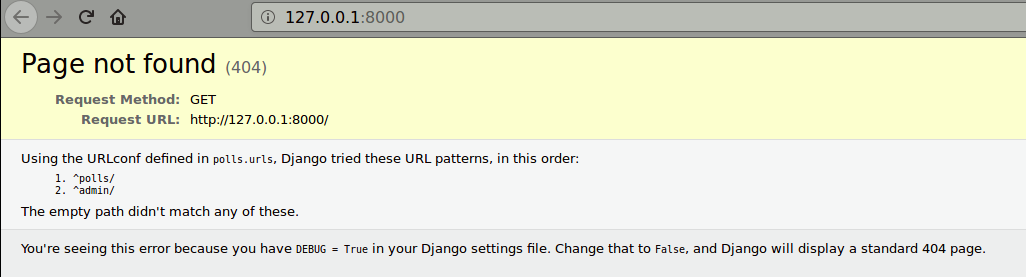 127.0.0.1:8000
Page not found (404)
Request Method: GET
Request URL: http://127.0.0.1:8000/
Using the URLconf defined in polls.urls, Django tried these URL patterns, in this order:
1. ^polls/
2. ^admin/
The empty path didn't match any of these.
You're seeing this error because you have DEBUG = True in your Django settings file. Change that to False, and Django will display a standard 404 page.